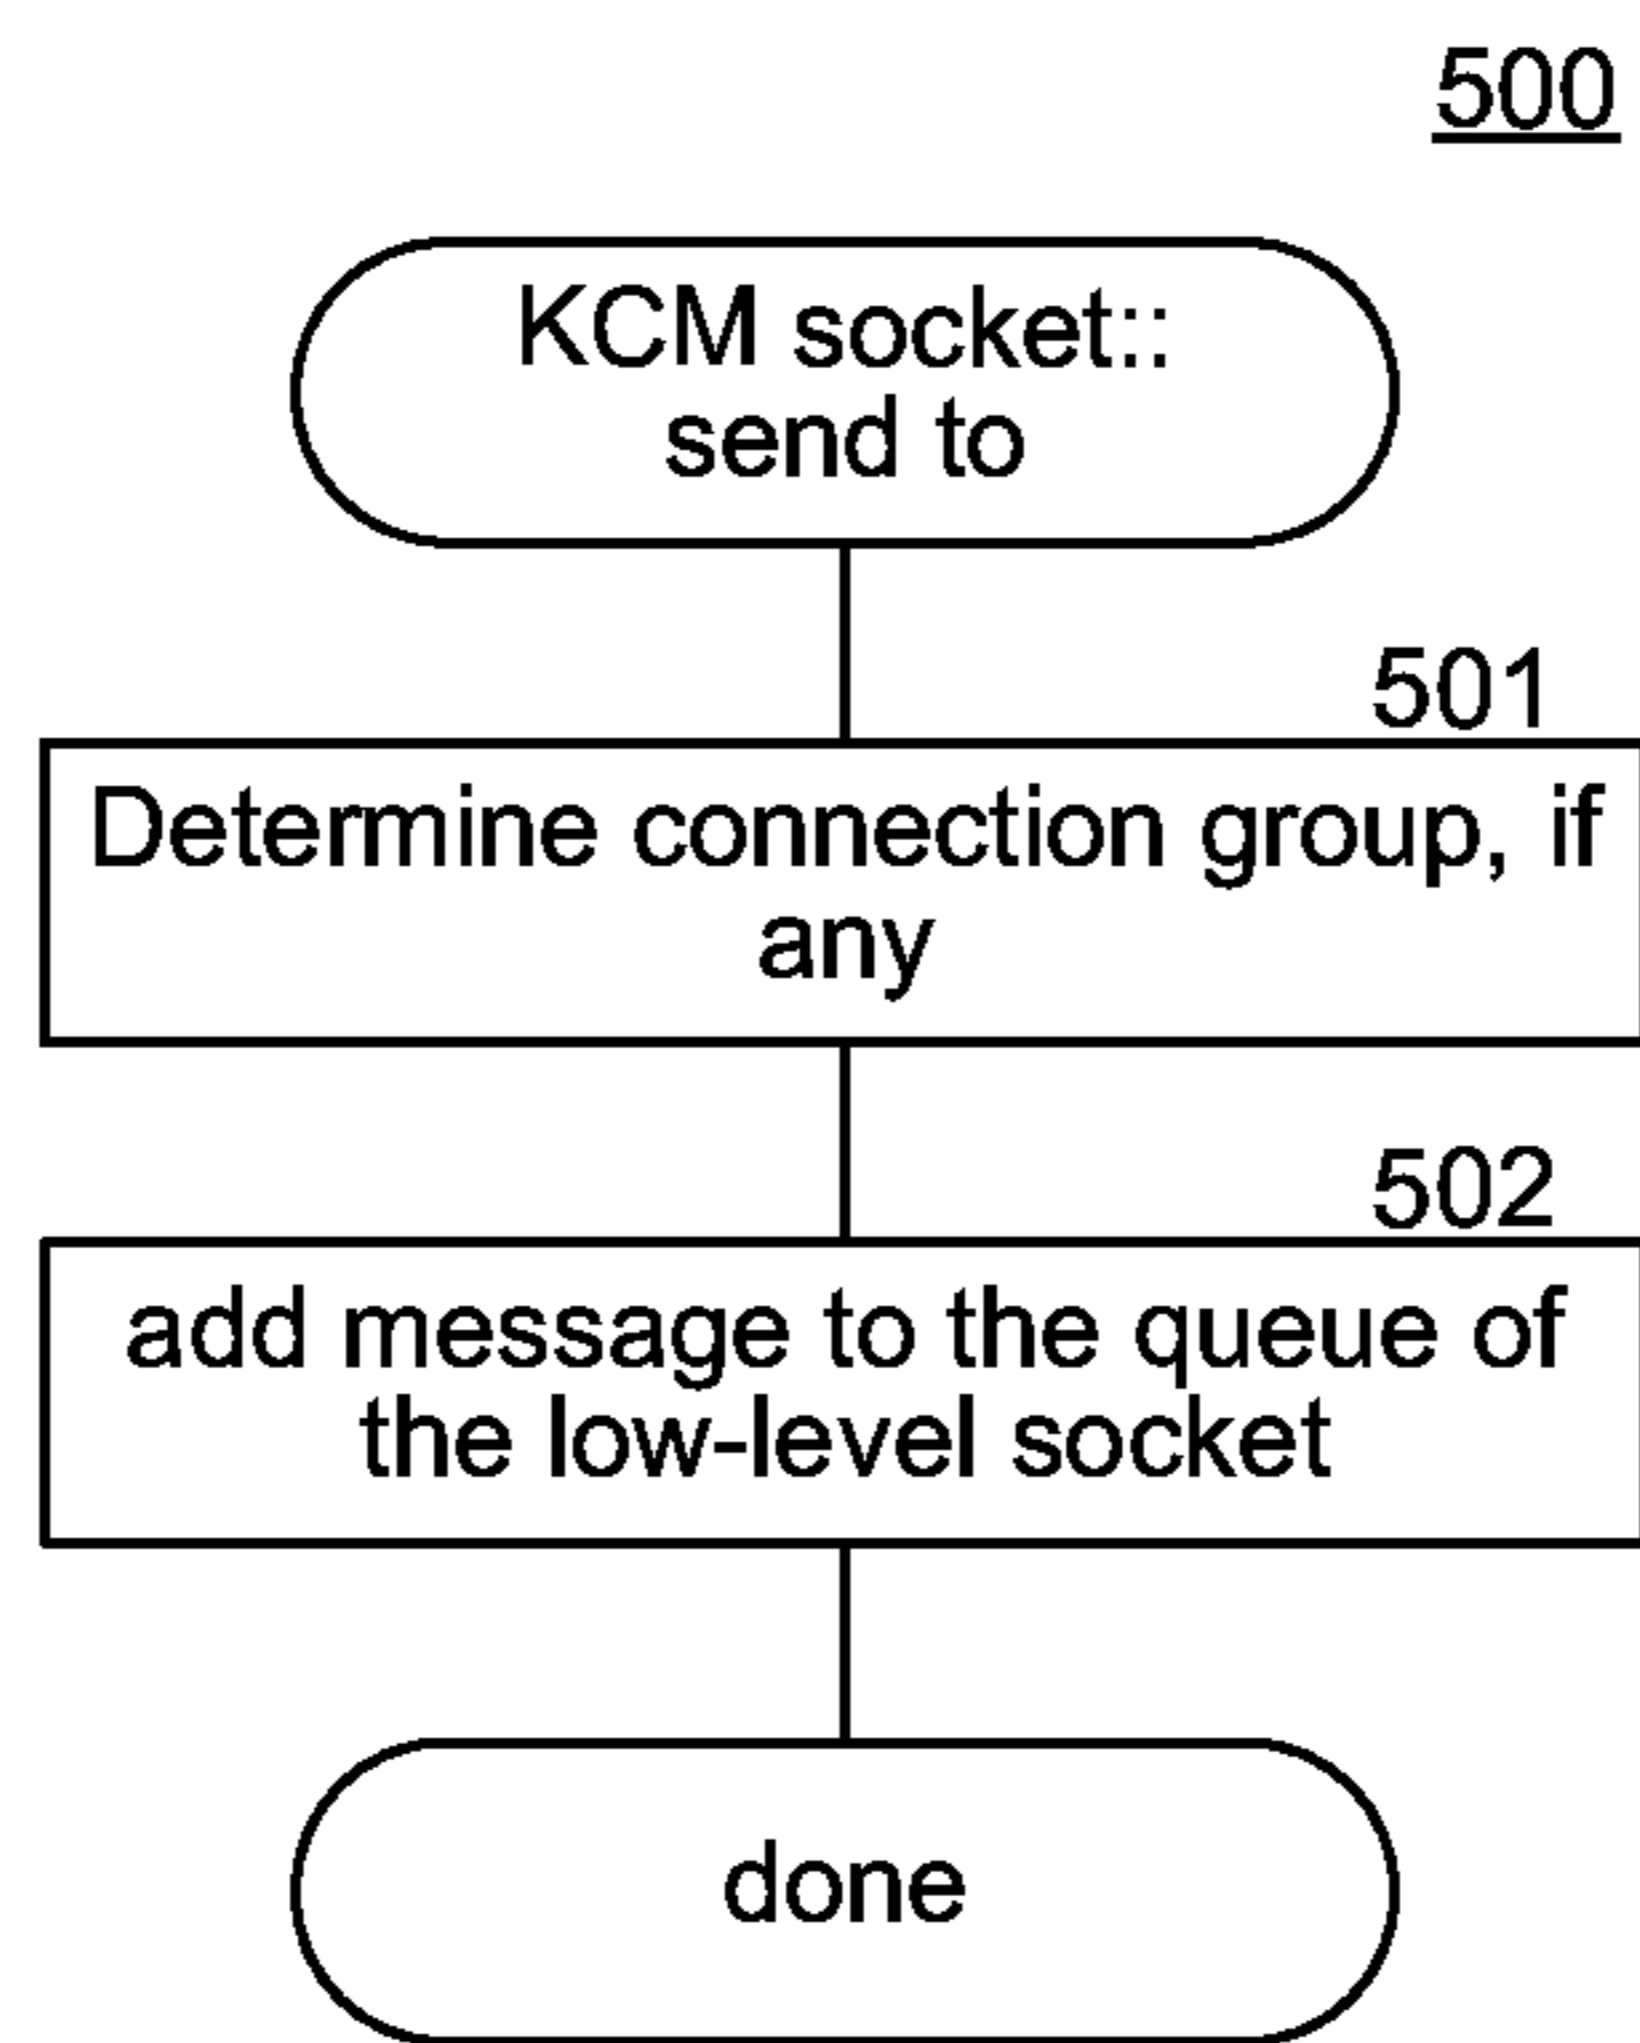 500
KCM socket::
send to
501
Determine connection group, if
any
502
add message to the queue of
the low-level socket
done